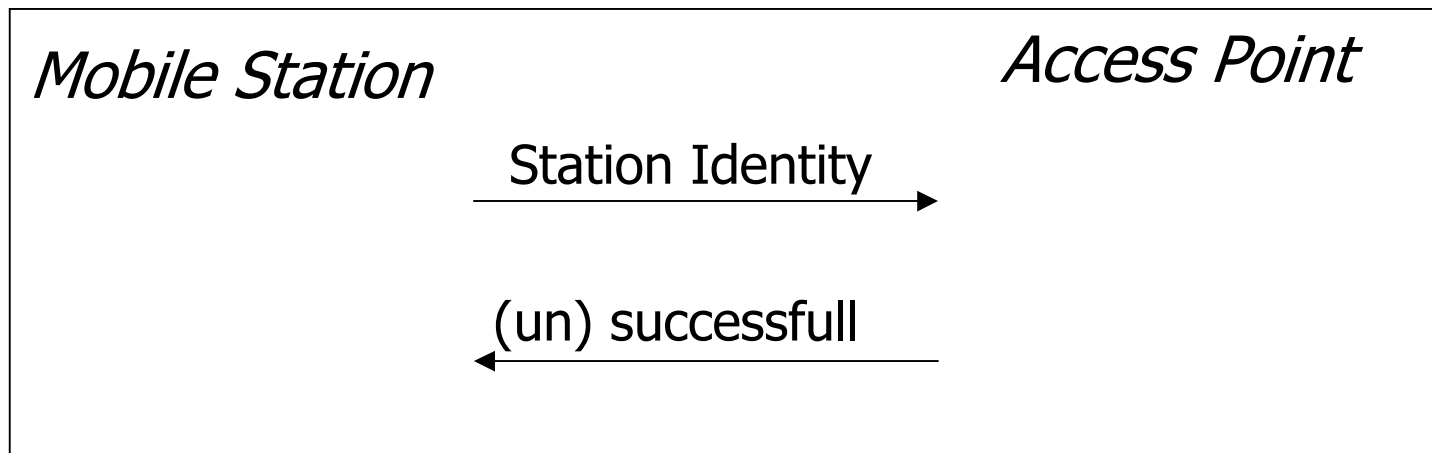 Mobile Station
Access Point
Station Identity
(un) successfull